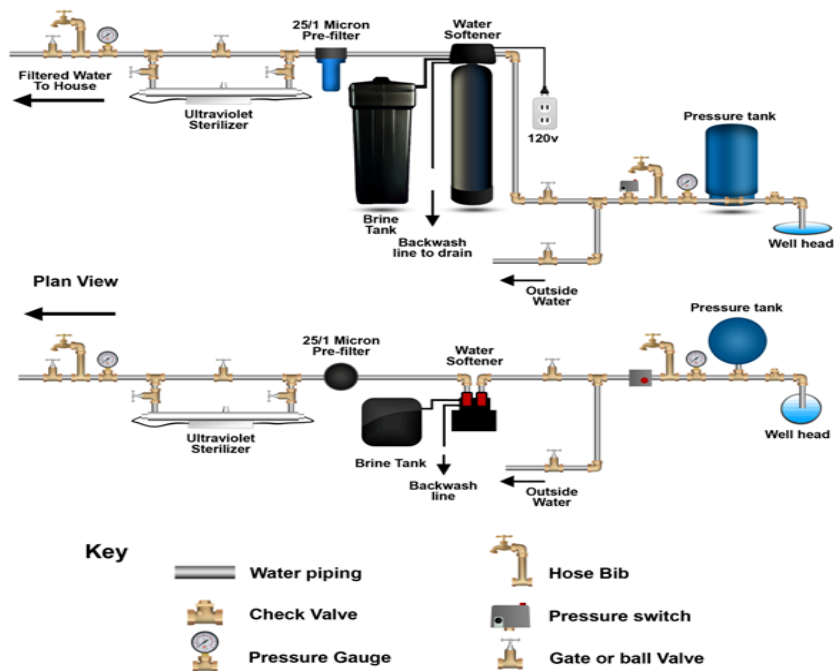 25/1 Micron
Pre-filter
Water
Softener
Filtered Water
To House
Ultraviolet
Sterilizer
120v
Pressure tank
Brine
Tank
Backwash
line to drain
Well head
Outside
Water
Plan View
25/1 Micron
Pre-filter
Water
Softener
Pressure tank
Ultraviolet
Sterilizer
Brine Tank
Backwash
line
Outside
Water
Well head
Key
Water piping
Hose Bib
Check Valve
Pressure switch
Pressure Gauge
Gate or ball Valve